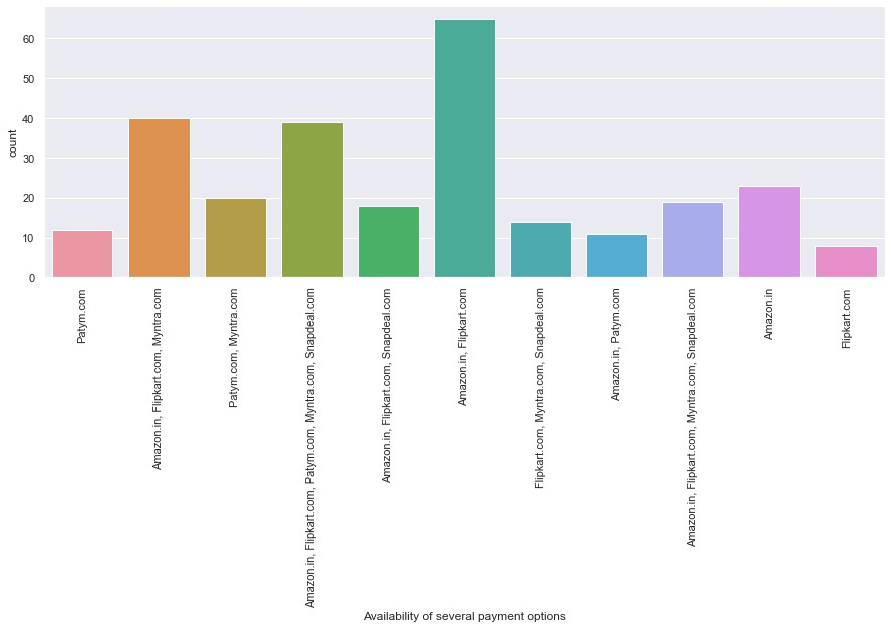 60
50
40
30
20
10
0
count
Patym.com
Amazon.in, Flipkart.com, Myntra.com
Patym.com, Myntra.com
Amazon.in, Flipkart.com, Patym.com, Myntra.com, Snapdeal.com
Amazon.in, Flipkart.com, Snapdeal.com
Amazon.in, Flipkart.com
Flipkart.com, Myntra.com, Snapdeal.com
Amazon.in, Patym.com
Amazon.in, Flipkart.com, Myntra.com, Snapdeal.com
Amazon.in
Flipkart.com
Availability of several payment options